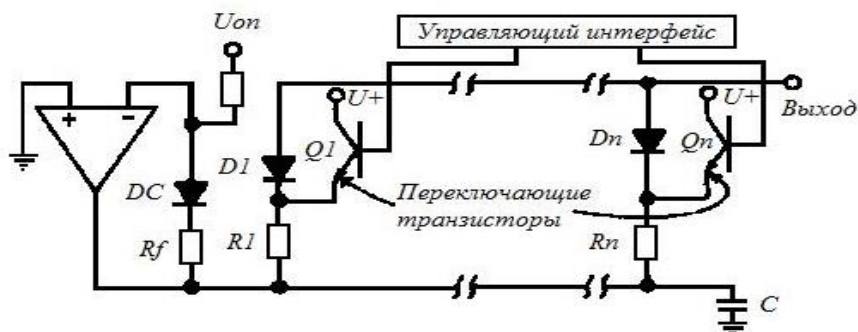 Uоп
Управляющий интерфейс
U+
U+
Выход
+
-
Q1
Dn
Qn
D1
DC
Переключающие
транзисторы
Rf
R1
Rn
C